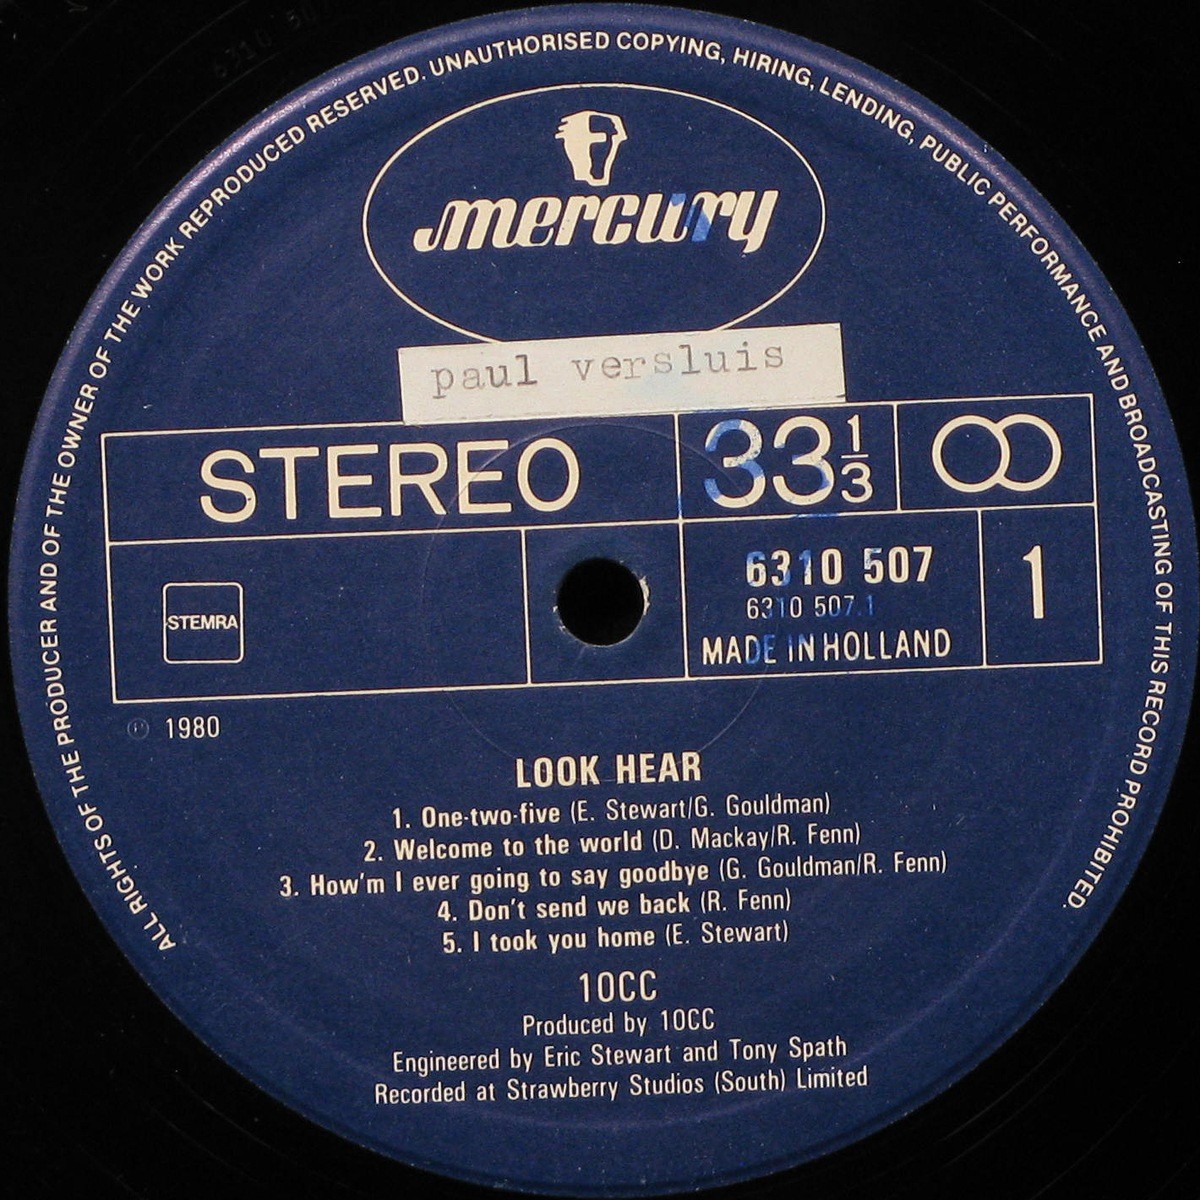 ALL RIGHTS OF THE PRODUCER AND OF THE OWNER OF THE WORK REPRODUCED RESERVED. UNAUTHORISED COPYING, HIRING, LENDING, PUBLIC PERFORMANCE AND BROADCASTING OF THIS RECORD PROHIBITED.
mercury
paul versluis
STEREO 33 1/3
STEMRA
6310 507
6310 507.1
MADE IN HOLLAND
1
℗ 1980
LOOK HEAR
1. One-two-five (E. Stewart/G. Gouldman)
2. Welcome to the world (D. Mackay/R. Fenn)
3. How'm I ever going to say goodbye (G. Gouldman/R. Fenn)
4. Don't send we back (R. Fenn)
5. I took you home (E. Stewart)
10CC
Produced by 10CC
Engineered by Eric Stewart and Tony Spath
Recorded at Strawberry Studios (South) Limited